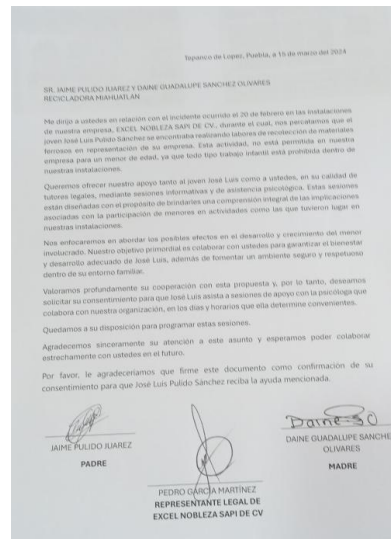 Tepanco de Lopez, Puebla, a 15 de marzo del 2024
SR. JAIME PULIDO JUAREZ Y DAINE GUADALUPE SANCHEZ OLIVARES
RECICLADORA MIAHUATLAN
Me dirijo a ustedes en relación con el incidente ocurrido el 20 de febrero en las instalaciones
de nuestra empresa, EXCEL NOBLEZA SAPI DE CV., durante el cual, nos percatamos que el
joven José Luis Pulido Sánchez se encontraba realizando labores de recolección de materiales
ferrosos en representación de su empresa. Esta actividad, no está permitida en nuestra
empresa para un menor de edad, ya que todo tipo trabajo infantil está prohibida dentro de
nuestras instalaciones.
Queremos ofrecer nuestro apoyo tanto al joven José Luis como a ustedes, en su calidad de
tutores legales, mediante sesiones informativas y de asistencia psicológica. Estas sesiones
están diseñadas con el propósito de brindarles una comprensión integral de las implicaciones
asociadas con la participación de menores en actividades como las que tuvieron lugar en
nuestras instalaciones.
Nos enfocaremos en abordar los posibles efectos en el desarrollo y crecimiento del menor
involucrado. Nuestro objetivo primordial es colaborar con ustedes para garantizar el bienestar
y desarrollo adecuado de José Luis, además de fomentar un ambiente seguro y respetuoso
dentro de su entorno familiar.
Valoramos profundamente su cooperación con esta propuesta y, por lo tanto, deseamos
solicitar su consentimiento para que José Luis asista a sesiones de apoyo con la psicóloga que
colabora con nuestra organización, en los días y horarios que ella determine convenientes.
Quedamos a su disposición para programar estas sesiones.
Agradecemos sinceramente su atención a este asunto y esperamos poder colaborar
estrechamente con ustedes en el futuro.
Por favor, le agradeceríamos que firme este documento como confirmación de su
consentimiento para que José Luis Pulido Sánchez reciba la ayuda mencionada.
JAIME PULIDO JUAREZ
PADRE
PEDRO GARCÍA MARTÍNEZ
REPRESENTANTE LEGAL DE
EXCEL NOBLEZA SAPI DE CV
Daine
DAINE GUADALUPE SANCHE
OLIVARES
MADRE